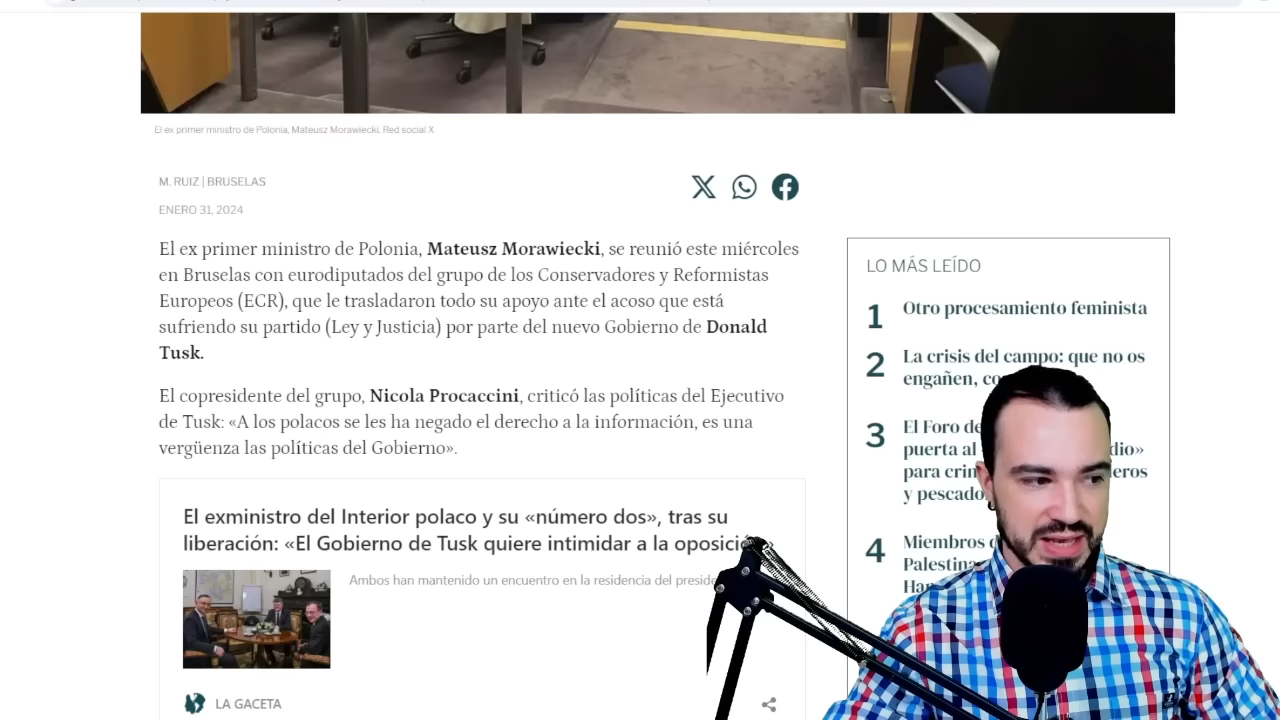 El ex primer ministro de Polonia, Mateusz Morawiecki. Red social X
M. RUIZ | BRUSELAS
ENERO 31, 2024
El ex primer ministro de Polonia, Mateusz Morawiecki, se reunió este miércoles
en Bruselas con eurodiputados del grupo de los Conservadores y Reformistas
Europeos (ECR), que le trasladaron todo su apoyo ante el acoso que está
sufriendo su partido (Ley y Justicia) por parte del nuevo Gobierno de Donald
Tusk.
El copresidente del grupo, Nicola Procaccini, criticó las políticas del Ejecutivo
de Tusk: «A los polacos se les ha negado el derecho a la información, es una
vergüenza las políticas del Gobierno».
El exministro del Interior polaco y su «número dos», tras su
liberación: «El Gobierno de Tusk quiere intimidar a la
Ambos han mantenido un encuentro en la residencia del
LA GACETA
LO MÁS LEÍDO
1 Otro procesamiento feminista
2 La crisis del campo: que no os
engañen,
3 El Foro
puerta al
para
y
4 Miembros
Palestina